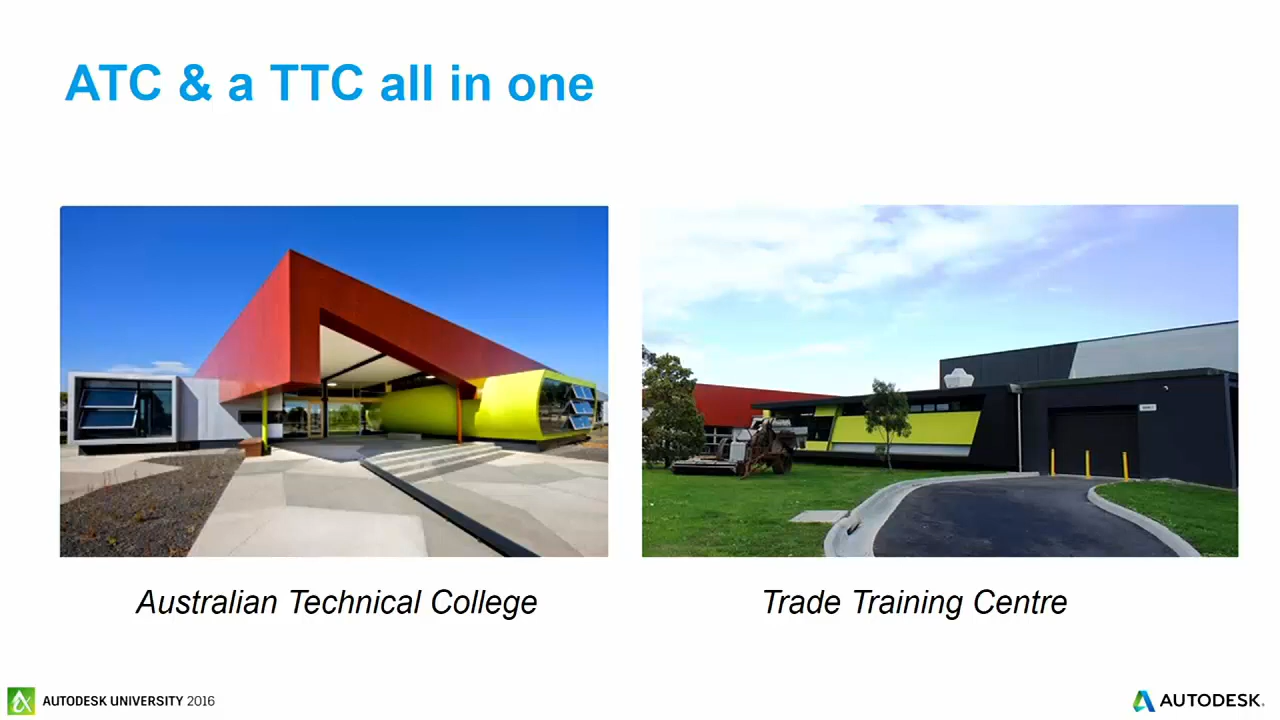 ATC & a TTC all in one
Australian Technical College
Trade Training Centre
AUTODESK UNIVERSITY 2016
AUTODESK.